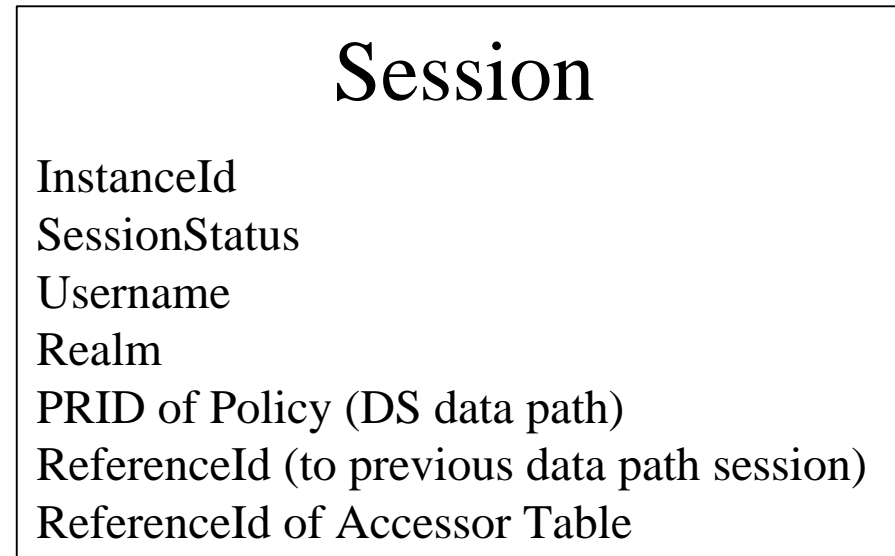 Session
InstanceId
SessionStatus
Username
Realm
PRID of Policy (DS data path)
ReferenceId (to previous data path session)
ReferenceId of Accessor Table